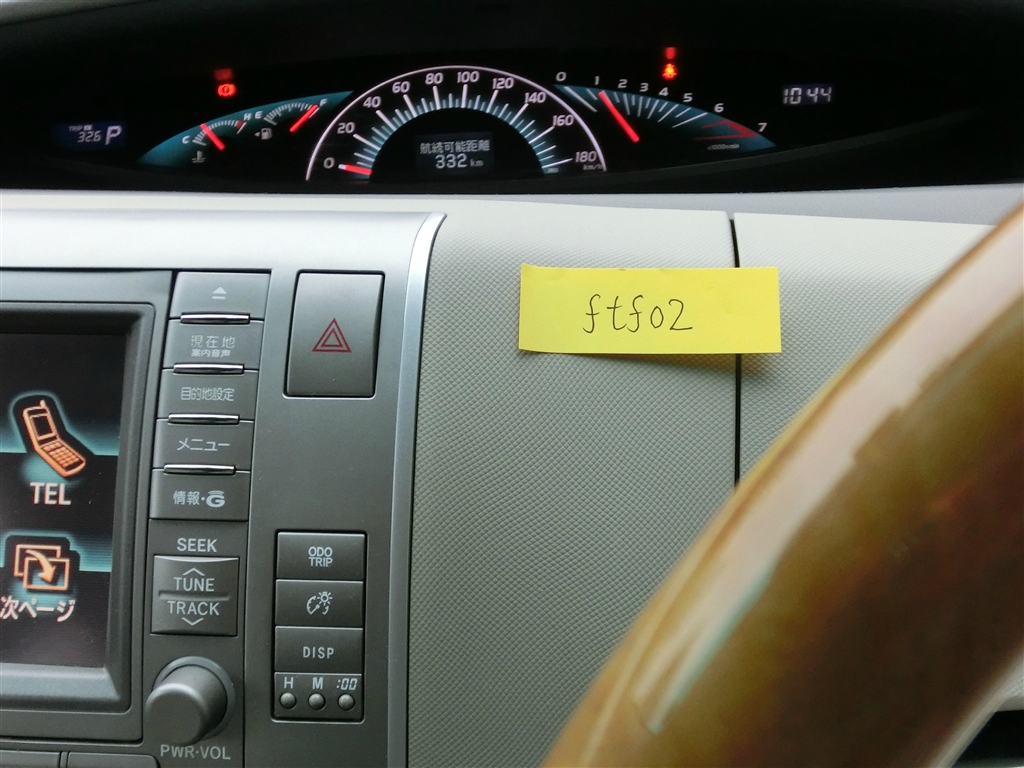 TRIP
326 P
C H E F
0 20 40 60 80 100 120 140 160 180
km/h
航続可能距離
332 km
0 1 2 3 4 5 6 7
10:44
ftf02
現在地
案内音声
目的地設定
メニュー
情報・G
SEEK
TUNE
TRACK
PWR・VOL
ODO
TRIP
DISP
H M :00
TEL
次ページ